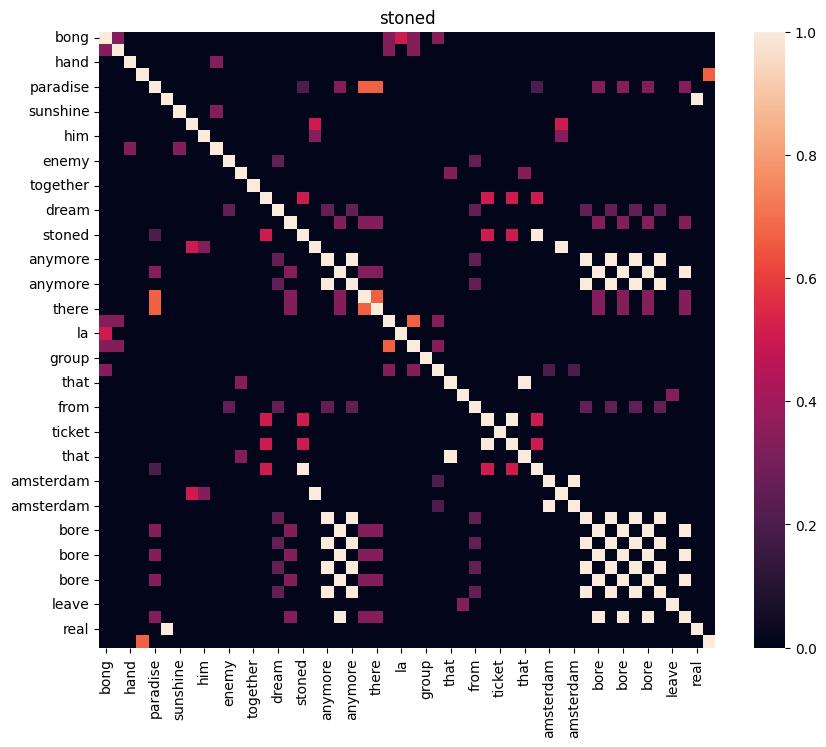 stoned
bong
hand
paradise
sunshine
him
enemy
together
dream
stoned
anymore
anymore
there
la
group
that
from
ticket
that
amsterdam
amsterdam
bore
bore
bore
leave
real
1.0
0.8
0.6
0.4
0.2
0.0
bong
hand
paradise
sunshine
him
enemy
together
dream
stoned
anymore
anymore
there
la
group
that
from
ticket
that
amsterdam
amsterdam
bore
bore
bore
leave
real